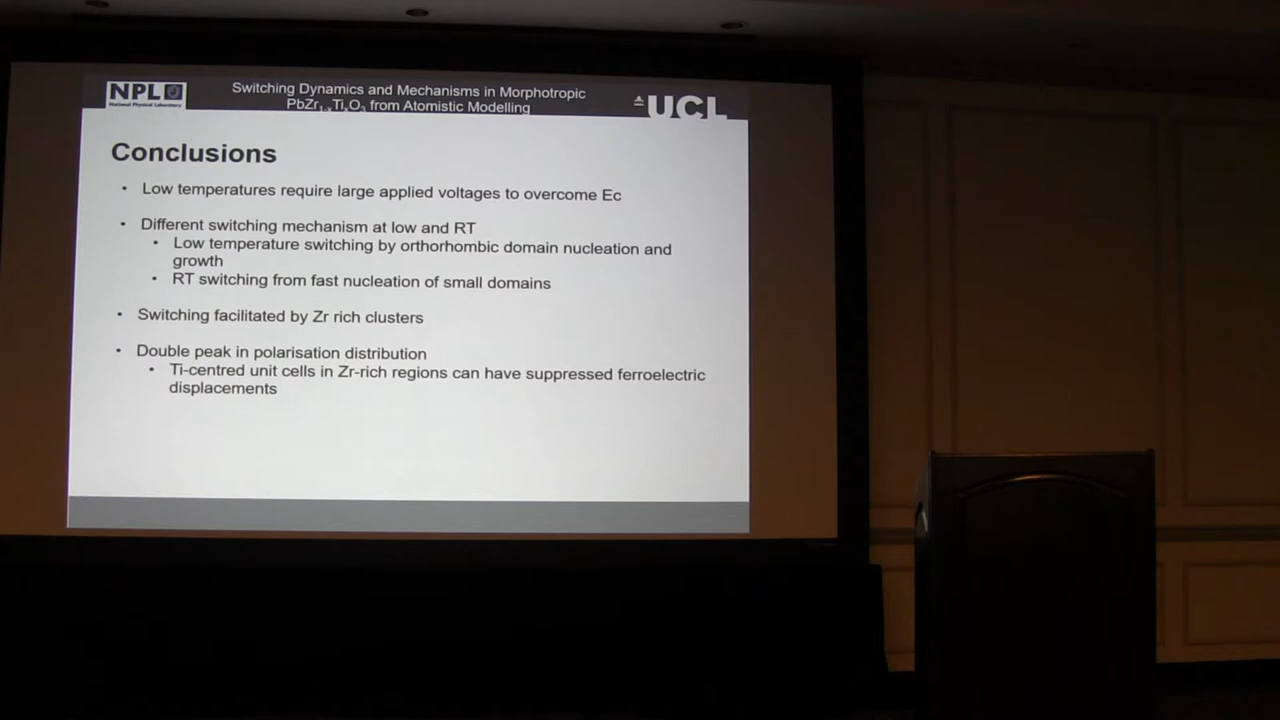 NPL
National Physical Laboratory
Switching Dynamics and Mechanisms in Morphotropic
PbZr1-xTixO3 from Atomistic Modelling
UCL
Conclusions
• Low temperatures require large applied voltages to overcome Ec
• Different switching mechanism at low and RT
• Low temperature switching by orthorhombic domain nucleation and
growth
• RT switching from fast nucleation of small domains
• Switching facilitated by Zr rich clusters
• Double peak in polarisation distribution
• Ti-centred unit cells in Zr-rich regions can have suppressed ferroelectric
displacements